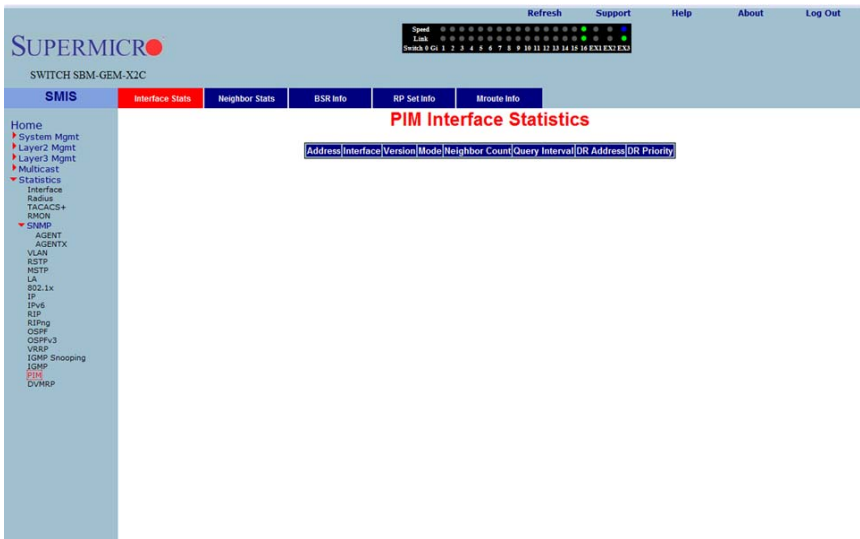 Refresh Support Help About Log Out
SUPERMICRO
Speed
Link
Switch 0 Gi 1 2 3 4 5 6 7 8 9 10 11 12 13 14 15 16 EX1 EX2 EX3
SWITCH SBM-GEM-X2C
SMIS
Interface Stats Neighbor Stats BSR Info RP Set Info Mroute Info
PIM Interface Statistics
Address Interface Version Mode Neighbor Count Query Interval DR Address DR Priority
Home
System Mgmt
Layer2 Mgmt
Layer3 Mgmt
Multicast
Statistics
Interface
Radius
TACACS+
RMON
SNMP
AGENT
AGENTX
VLAN
RSTP
MSTP
LA
802.1x
IP
IPv6
RIP
RIPng
OSPF
OSPFv3
VRRP
IGMP Snooping
IGMP
PIM
DVMRP